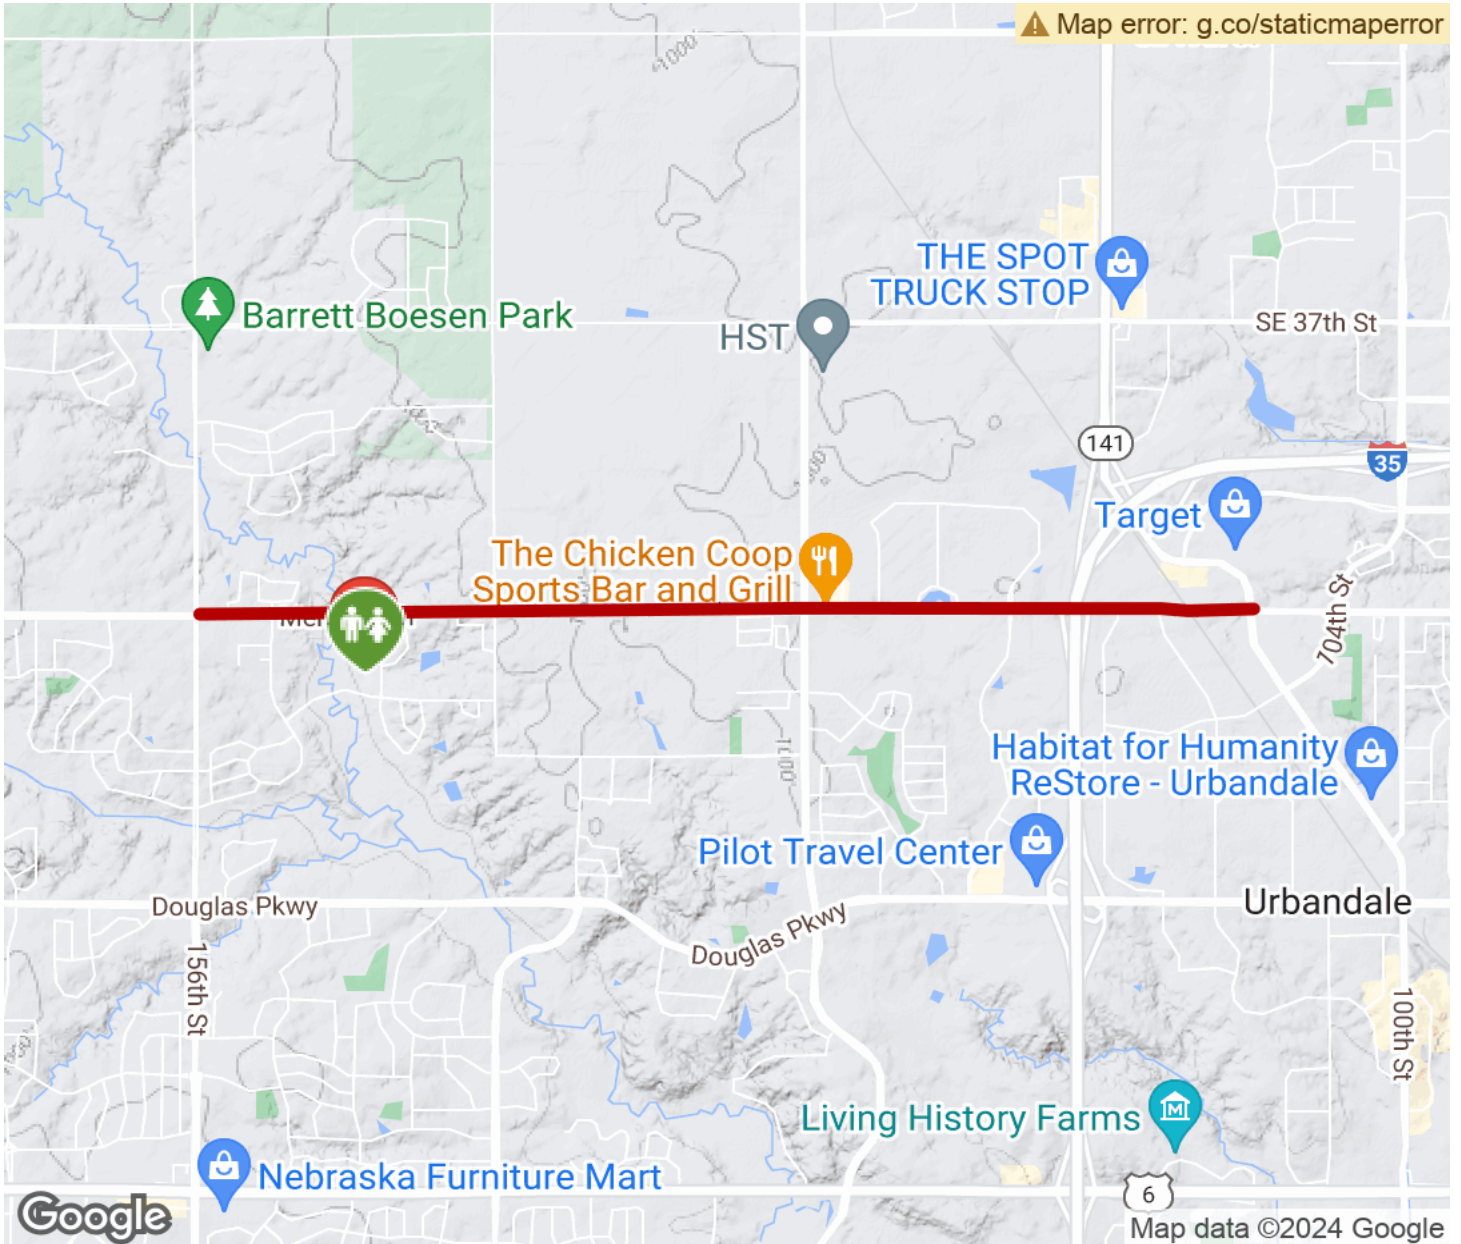 Map error: g.co/staticmaperror
1000
THE SPOT
TRUCK STOP
Barrett Boesen Park
HST
SE 37th St
141
35
Target
The Chicken Coop
Sports Bar and Grill
104th St
Habitat for Humanity
ReStore - Urbandale
Pilot Travel Center
Urbandale
Douglas Pkwy
Douglas Pkwy
156th St
100th St
Living History Farms
Nebraska Furniture Mart
6
Google
Map data ©2024 Google